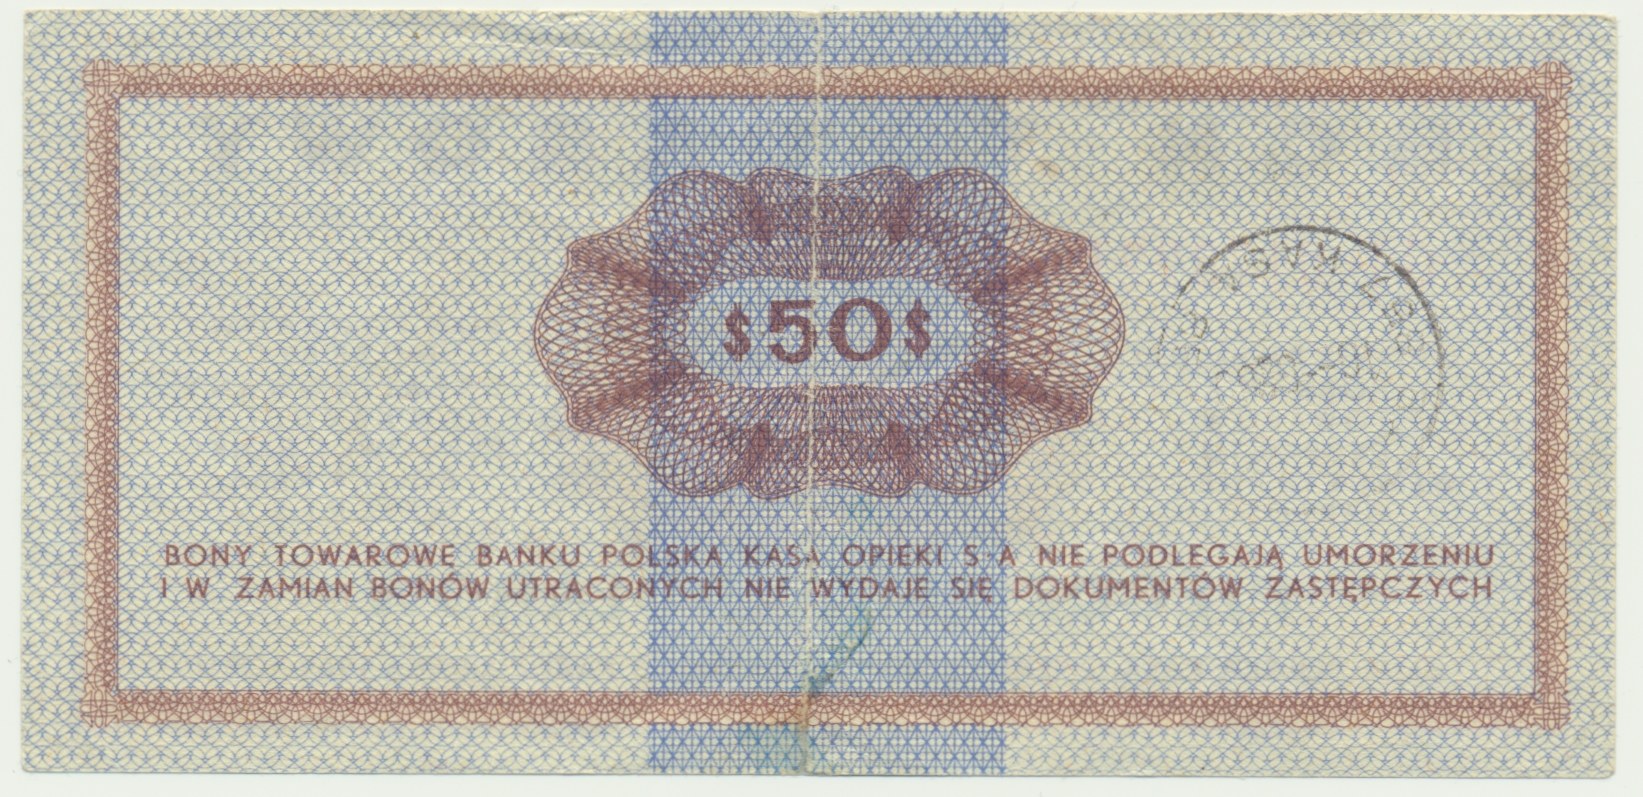 $50$
BONY TOWAROWE BANKU POLSKA KASA OPIEKI S·A NIE PODLEGAJĄ UMORZENIU
I W ZAMIAN BONÓW UTRACONYCH NIE WYDAJE SIĘ DOKUMENTÓW ZASTĘPCZYCH